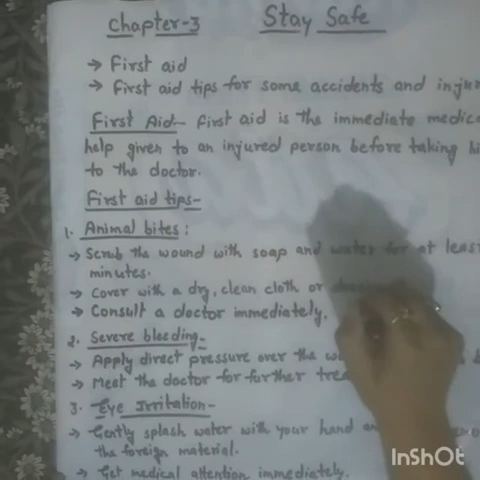 Chapter-3 Stay Safe
→ First aid
→ First aid tips for some accidents and
First Aid- First aid is the immediate
help given to an injured person before taking
to the doctor.
First aid tips-
1. Animal bites:
→ Scrub the wound with soap and water for at least
minutes.
→ Cover with a dry, clean cloth or
→ Consult a doctor immediately.
2. Severe bleeding-
→ Apply direct pressure over the
→ Meet the doctor for further
3. Eye Irritation-
→ Gently splash water with your hand
the foreign material.
→ Get medical attention immediately.
InShOt